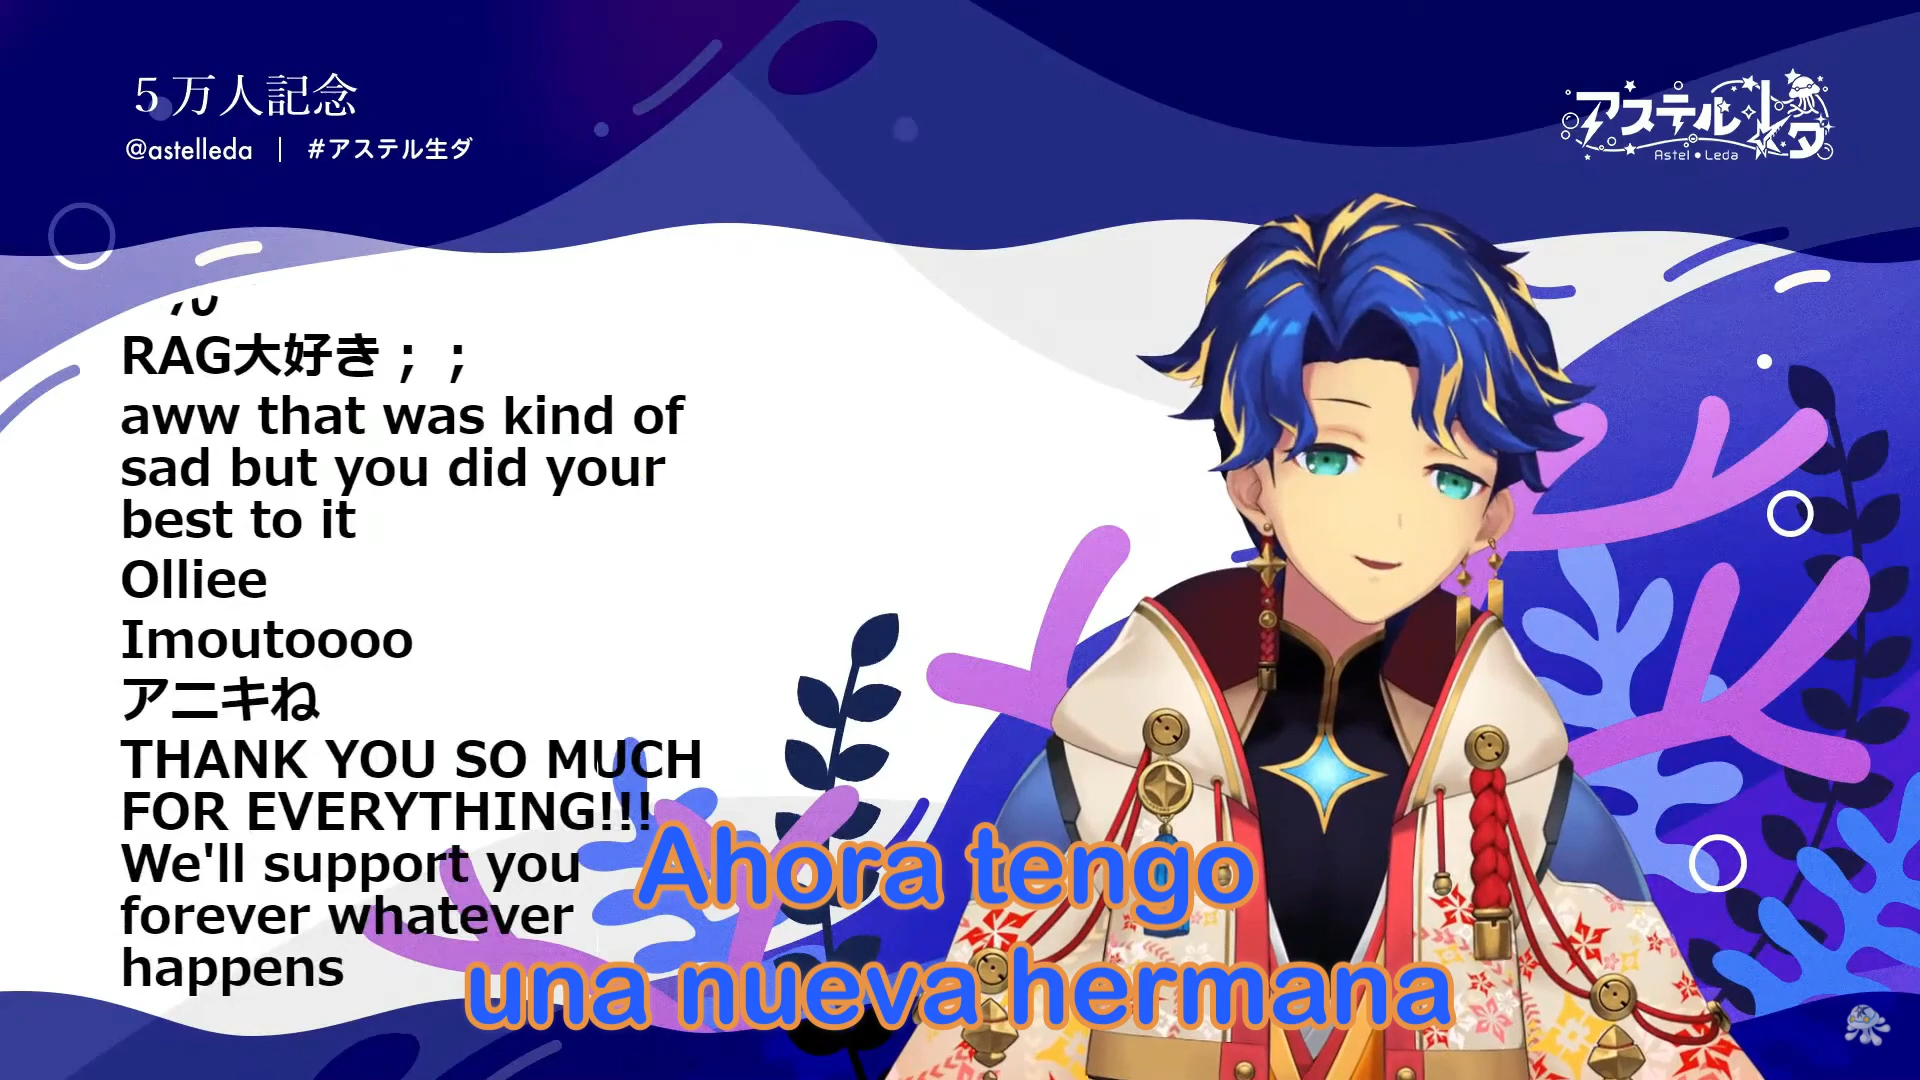 ５万人記念
@astelleda | #アステル生ダ
アステル・レダ
Astel・Leda
RAG大好き；；
aww that was kind of
sad but you did your
best to it
Olliee
Imoutoooo
アニキね
THANK YOU SO MUCH
FOR EVERYTHING!!!
We'll support you
forever whatever
happens
Ahora tengo
una nueva hermana